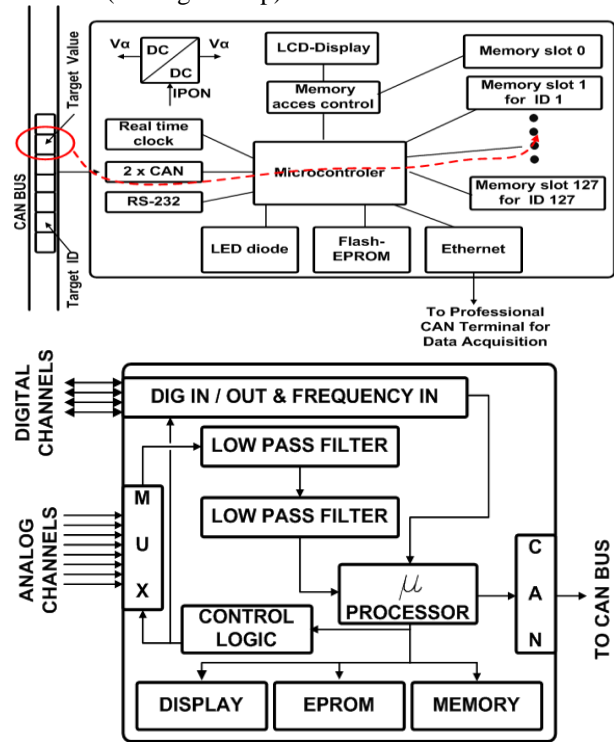 Vα
DC
DC
Vα
IPON
LCD-Display
Memory
acces control
Memory slot 0
Memory slot 1
for ID 1
Real time
clock
2 x CAN
RS-232
Microcontroler
Memory slot 127
for ID 127
LED diode
Flash-
EPROM
Ethernet
CAN BUS
Target Value
Target ID
To Professional
CAN Terminal for
Data Acquisition
DIGITAL
CHANNELS
DIG IN / OUT & FREQUENCY IN
LOW PASS FILTER
LOW PASS FILTER
ANALOG
CHANNELS
M
U
X
μ
PROCESSOR
CONTROL
LOGIC
C
A
N
TO CAN BUS
DISPLAY
EPROM
MEMORY